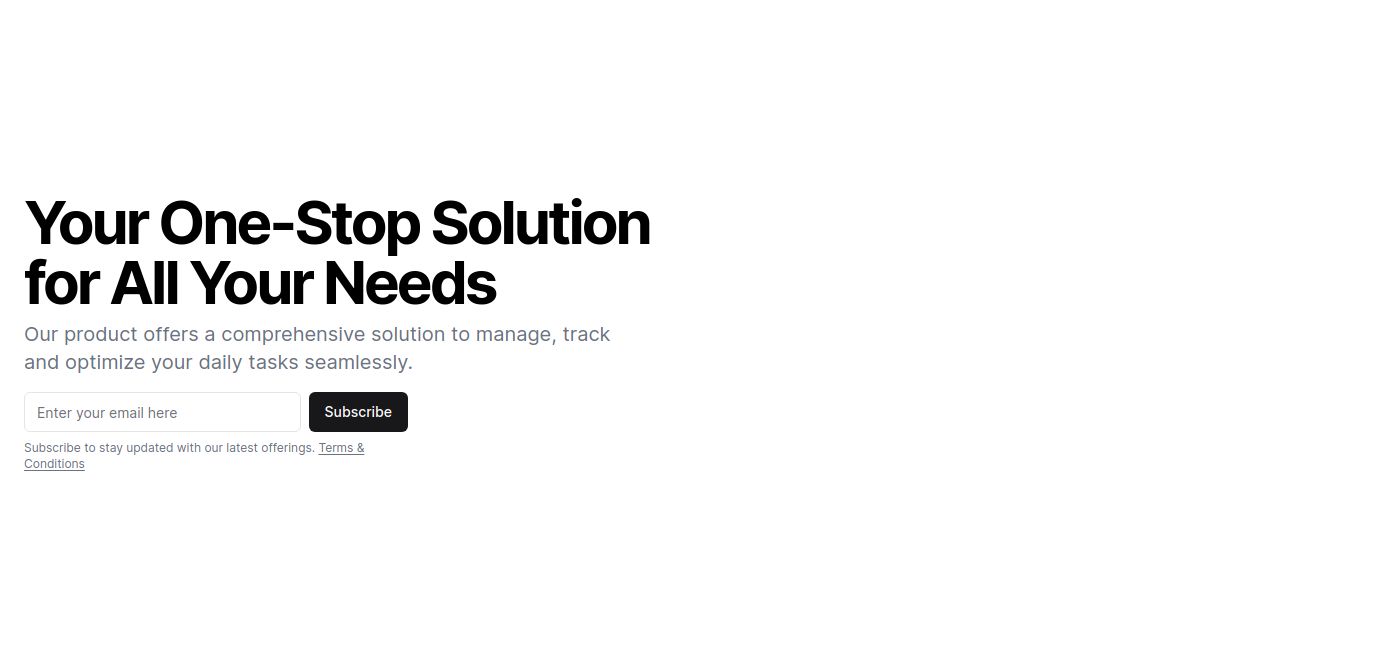 Your One-Stop Solution
for All Your Needs
Our product offers a comprehensive solution to manage, track
and optimize your daily tasks seamlessly.
Enter your email here
Subscribe
Subscribe to stay updated with our latest offerings. Terms &
Conditions